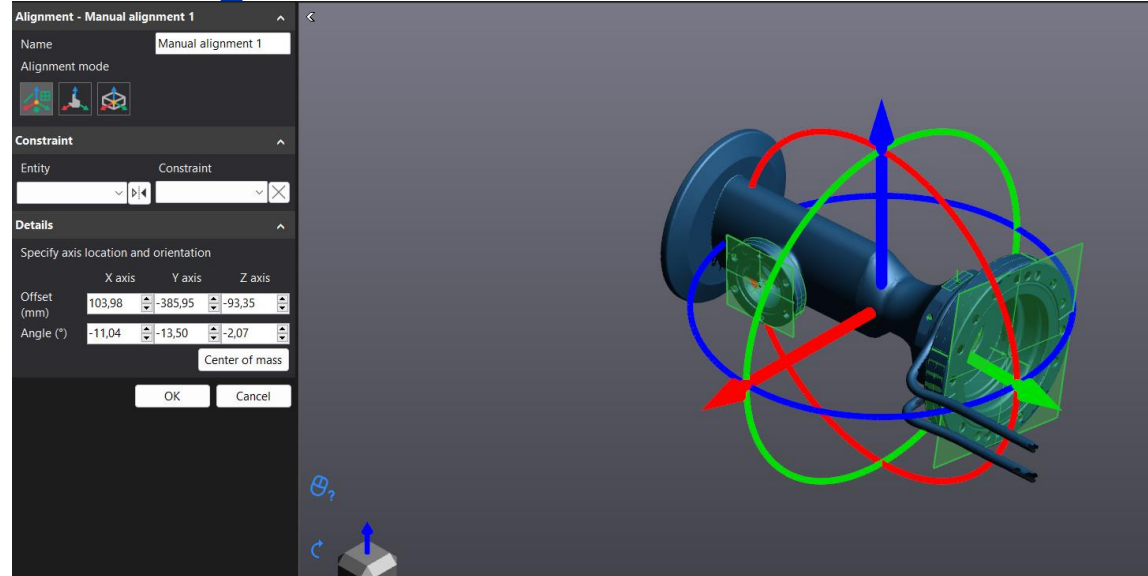 Alignment - Manual alignment 1
Name Manual alignment 1
Alignment mode
Constraint
Entity Constraint
Details
Specify axis location and orientation
X axis Y axis Z axis
Offset (mm) 103,98 -385,95 -93,35
Angle (°) -11,04 -13,50 -2,07
Center of mass
OK Cancel
?